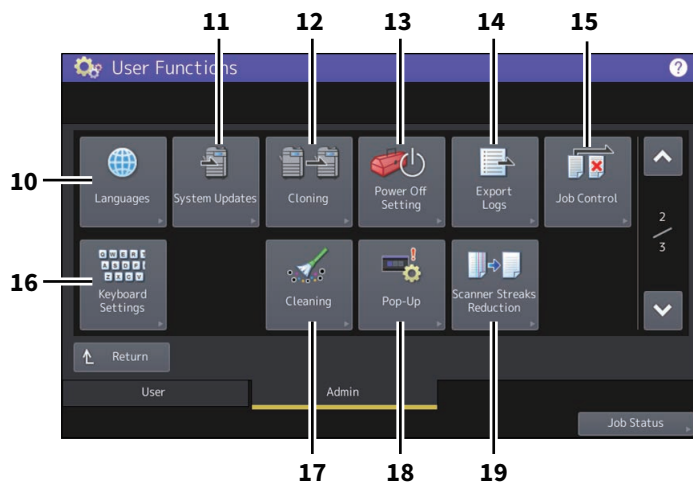 11 12 13 14 15
User Functions ?
10
Languages
System Updates
Cloning
Power Off
Setting
Export
Logs
Job Control
2
3
16
Q W E R T
A S D F
Z X C V
Keyboard
Settings
Cleaning
Pop-Up
Scanner Streaks
Reduction
Return
User
Admin
Job Status
17 18 19